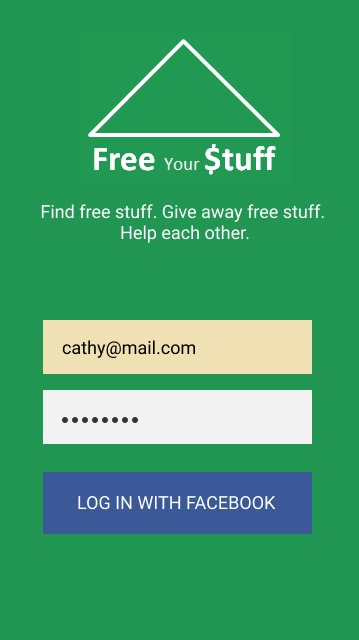 Free Your $tuff
Find free stuff. Give away free stuff.
Help each other.
cathy@mail.com
••••••••
LOG IN WITH FACEBOOK